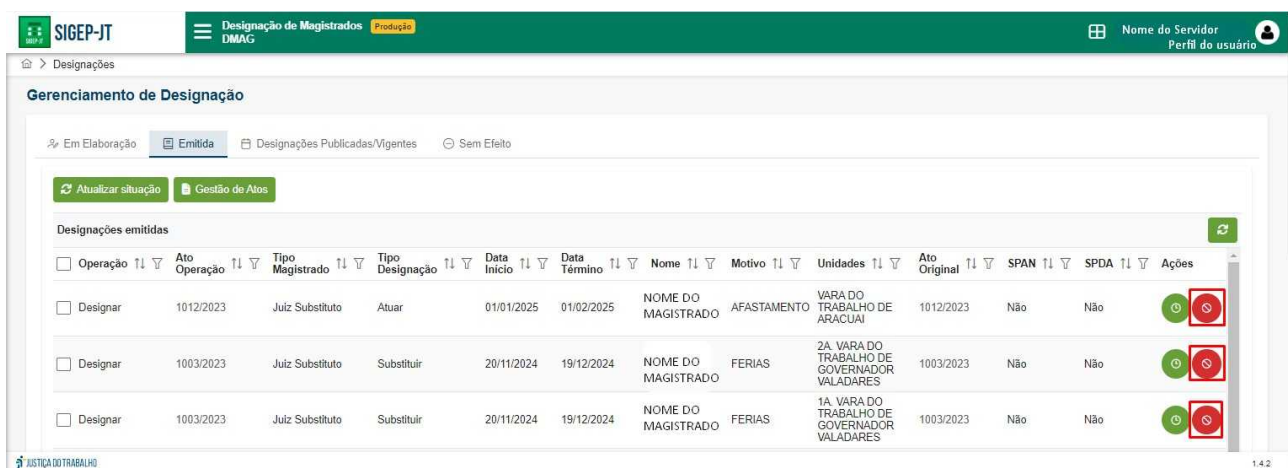 SIGEP-JT
Designação de Magistrados Produção
DMAG
Nome do Servidor
Perfil do usuário
> Designações
Gerenciamento de Designação
Em Elaboração Emitida Designações Publicadas/Vigentes Sem Efeito
Atualizar situação Gestão de Atos
Designações emitidas
Operação Ato Operação Tipo Magistrado Tipo Designação Data Início Data Término Nome Motivo Unidades Ato Original SPAN SPDA Ações
Designar 1012/2023 Juiz Substituto Atuar 01/01/2025 01/02/2025 NOME DO MAGISTRADO AFASTAMENTO VARA DO TRABALHO DE ARACUAI 1012/2023 Não Não
Designar 1003/2023 Juiz Substituto Substituir 20/11/2024 19/12/2024 NOME DO MAGISTRADO FERIAS 2A. VARA DO TRABALHO DE GOVERNADOR VALADARES 1003/2023 Não Não
Designar 1003/2023 Juiz Substituto Substituir 20/11/2024 19/12/2024 NOME DO MAGISTRADO FERIAS 1A. VARA DO TRABALHO DE GOVERNADOR VALADARES 1003/2023 Não Não
JUSTIÇA DO TRABALHO
1.4.2